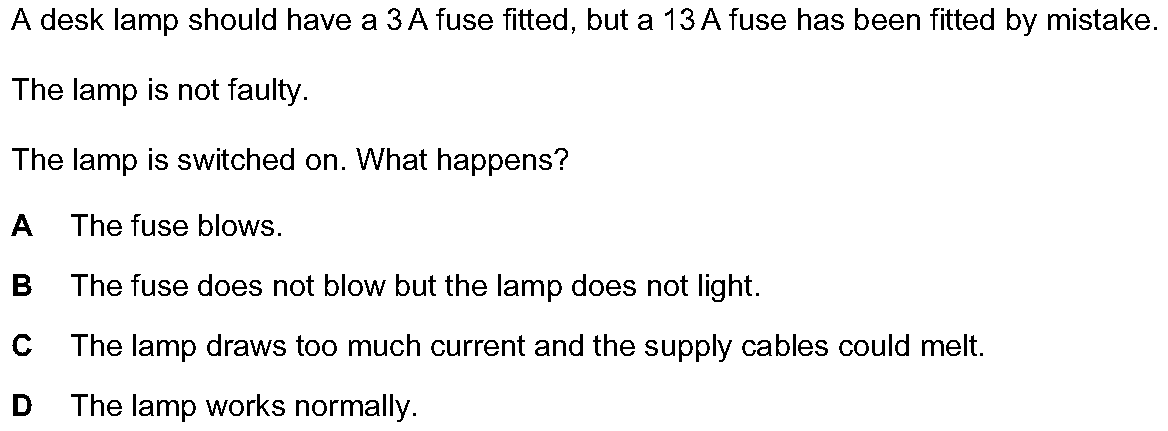 A desk lamp should have a 3 A fuse fitted, but a 13 A fuse has been fitted by mistake.
The lamp is not faulty.
The lamp is switched on. What happens?
A The fuse blows.
B The fuse does not blow but the lamp does not light.
C The lamp draws too much current and the supply cables could melt.
D The lamp works normally.